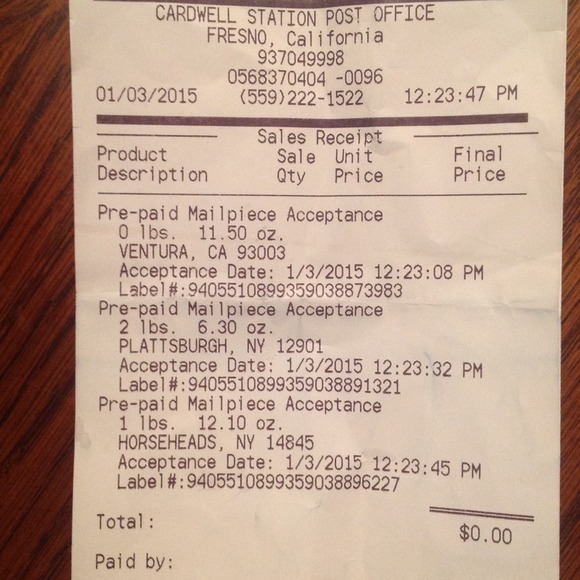 CARDWELL STATION POST OFFICE
FRESNO, California
937049998
0568370404 -0096
01/03/2015 (559)222-1522 12:23:47 PM
Sales Receipt
Product Sale Unit Final
Description Qty Price Price
Pre-paid Mailpiece Acceptance
0 lbs. 11.50 oz.
VENTURA, CA 93003
Acceptance Date: 1/3/2015 12:23:08 PM
Label#:9405510899359038873983
Pre-paid Mailpiece Acceptance
2 lbs. 6.30 oz.
PLATTSBURGH, NY 12901
Acceptance Date: 1/3/2015 12:23:32 PM
Label#:9405510899359038891321
Pre-paid Mailpiece Acceptance
1 lbs. 12.10 oz.
HORSEHEADS, NY 14845
Acceptance Date: 1/3/2015 12:23:45 PM
Label#:9405510899359038896227
Total: $0.00
Paid by: